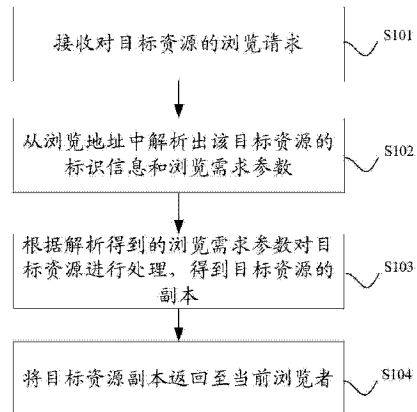 接收对目标资源的浏览请求
S101
从浏览地址中解析出该目标资源的
标识信息和浏览需求参数
S102
根据解析得到的浏览需求参数对目
标资源进行处理，得到目标资源的
副本
S103
将目标资源副本返回至当前浏览者
S104